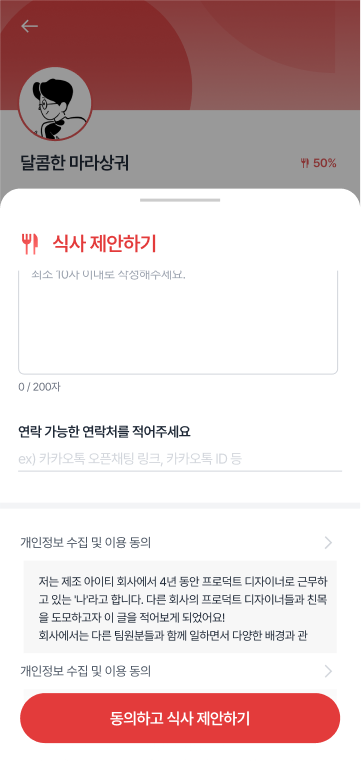 달콤한 마라샹궈
50%
식사 제안하기
최소 10자 이내로 작성해주세요.
0 / 200자
연락 가능한 연락처를 적어주세요
ex) 카카오톡 오픈채팅 링크, 카카오톡 ID 등
개인정보 수집 및 이용 동의
저는 제조 아이티 회사에서 4년 동안 프로덕트 디자이너로 근무하
고 있는 '나'라고 합니다. 다른 회사의 프로덕트 디자이너들과 친목
을 도모하고자 이 글을 적어보게 되었어요!
회사에서는 다른 팀원분들과 함께 일하면서 다양한 배경과 관
개인정보 수집 및 이용 동의
동의하고 식사 제안하기